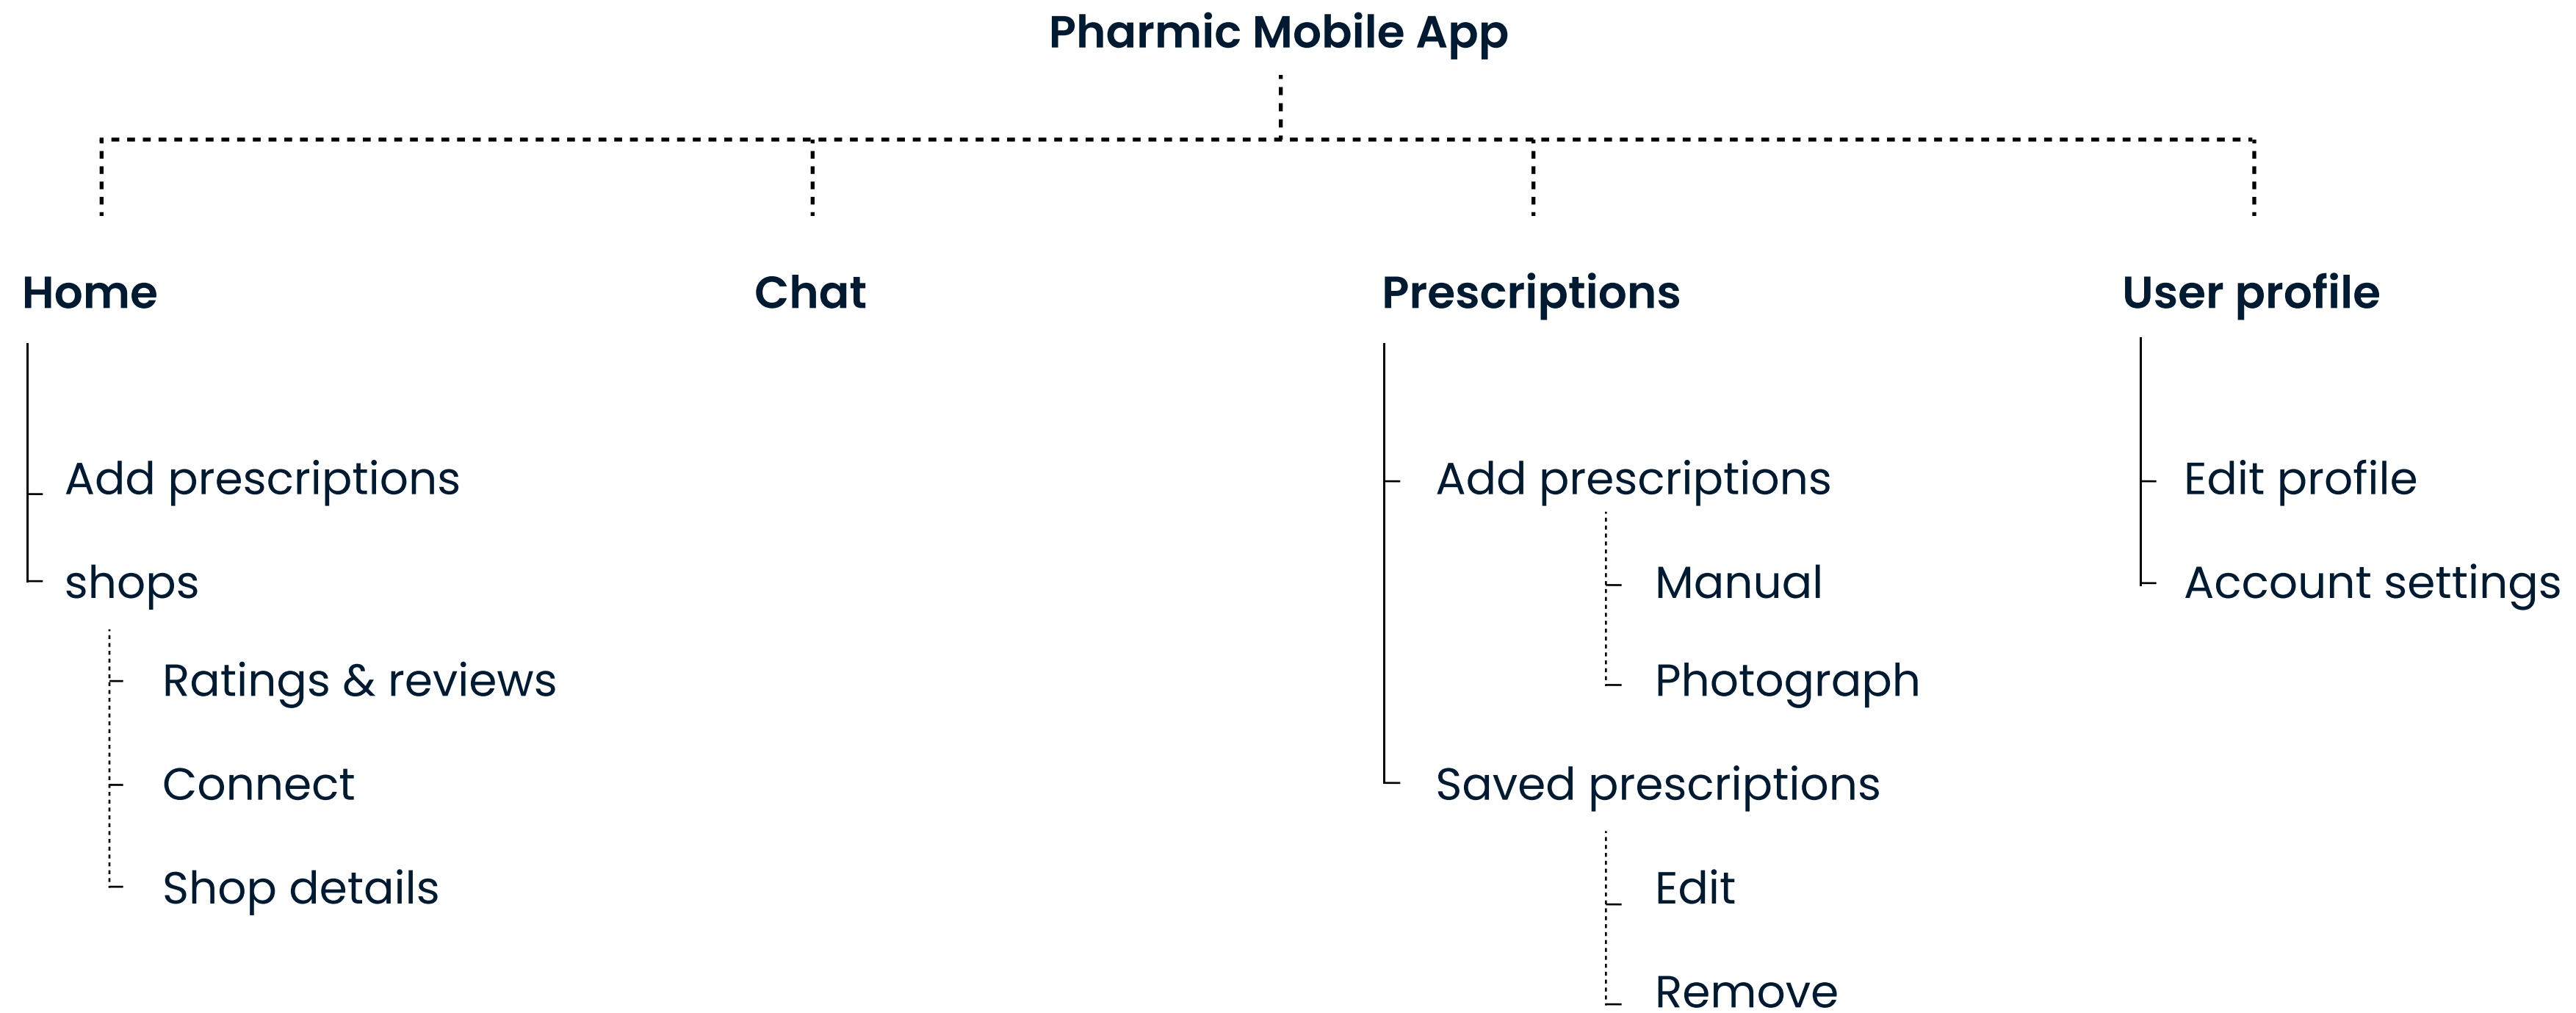 Pharmic Mobile App
Home
Chat
Prescriptions
User profile
Add prescriptions
shops
Ratings & reviews
Connect
Shop details
Add prescriptions
Manual
Photograph
Saved prescriptions
Edit
Remove
Edit profile
Account settings